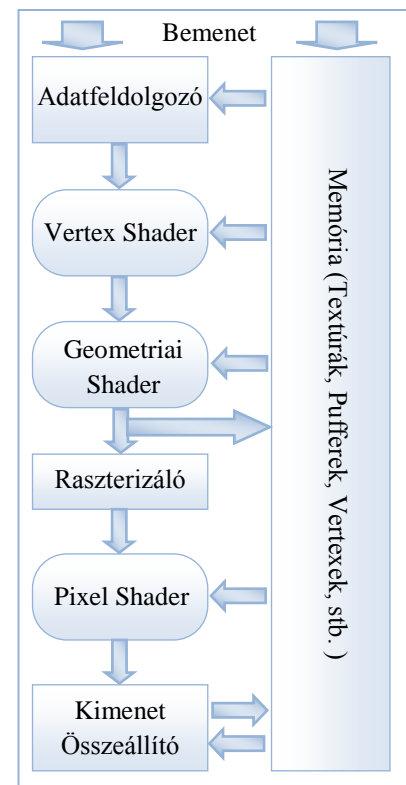 Bemenet
Adatfeldolgozó
Vertex Shader
Geometriai
Shader
Raszterizáló
Pixel Shader
Kimenet
Összeállító
Memória (Textúrák, Pufferek, Vertexek, stb. )